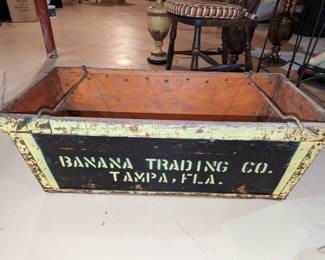 BANANA TRADING CO.
TAMPA, FLA.